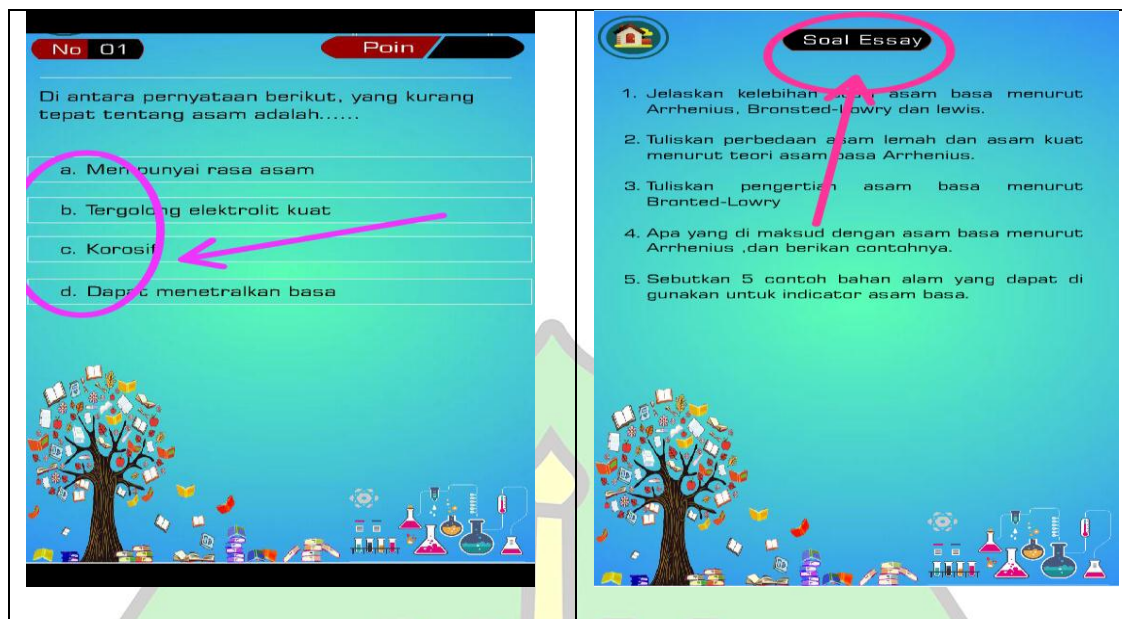 No 01
Poin
Di antara pernyataan berikut, yang kurang
tepat tentang asam adalah......
a. Mempunyai rasa asam
b. Tergolong elektrolit kuat
c. Korosif
d. Dapat menetralkan basa
Soal Essay
1. Jelaskan kelebihan asam basa menurut
Arrhenius, Bronsted-Lowry dan lewis.
2. Tuliskan perbedaan asam lemah dan asam kuat
menurut teori asam basa Arrhenius.
3. Tuliskan pengertian asam basa menurut
Bronted-Lowry
4. Apa yang di maksud dengan asam basa menurut
Arrhenius ,dan berikan contohnya.
5. Sebutkan 5 contoh bahan alam yang dapat di
gunakan untuk indicator asam basa.